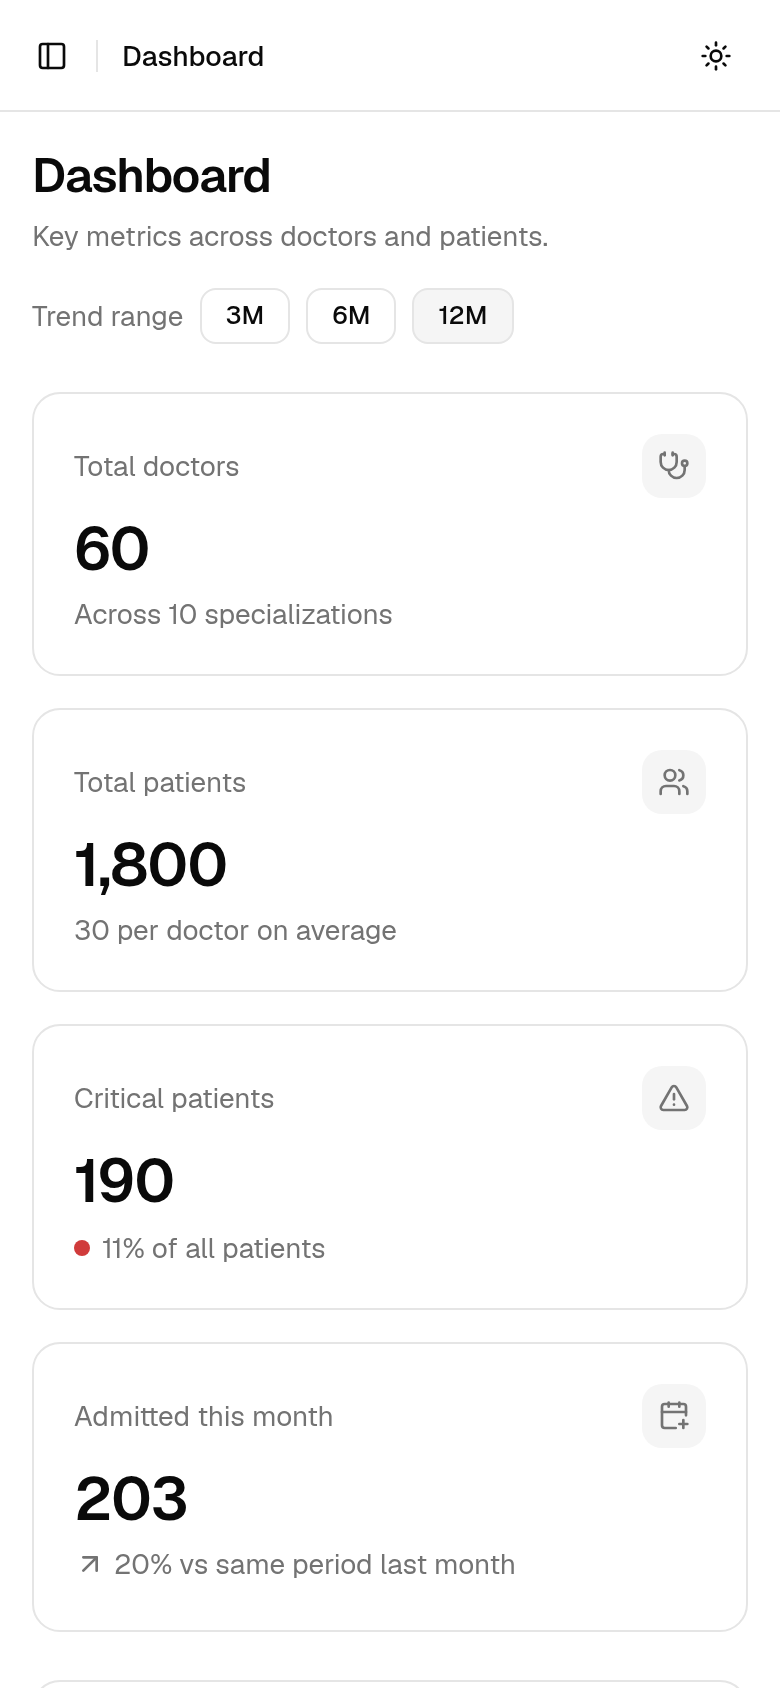 Dashboard
Dashboard
Key metrics across doctors and patients.
Trend range 3M 6M 12M
Total doctors
60
Across 10 specializations
Total patients
1,800
30 per doctor on average
Critical patients
190
11% of all patients
Admitted this month
203
20% vs same period last month